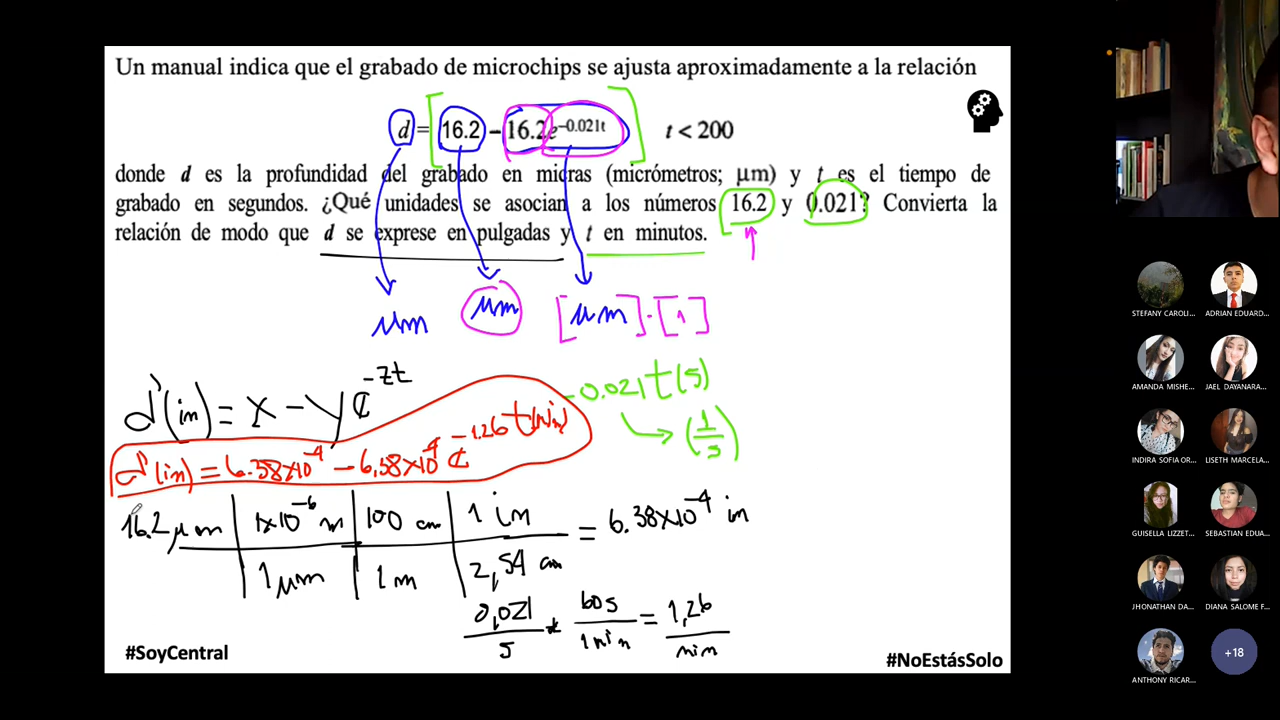 Un manual indica que el grabado de microchips se ajusta aproximadamente a la relación
d = [16.2 – 16.2e^–0.021t] t < 200
donde d es la profundidad del grabado en micras (micrómetros; μm) y t es el tiempo de
grabado en segundos. ¿Qué unidades se asocian a los números 16.2 y 0.021? Convierta la
relación de modo que d se exprese en pulgadas y t en minutos.
μm μm [μm] · [1]
d'(in) = x – y e^-zt
-0.021 t(s)
(1/s)
d'(in) = 6.38x10^-4 – 6,38x10^-4 e^-1.26 t(min)
16.2 μm | 1x10^-6 m | 100 cm | 1 in = 6.38x10^-4 in
1 μm | 1 m | 2,54 cm
0,021/s * 60s/1min = 1,26/min
#SoyCentral
#NoEstásSolo
STEFANY CAROLI...
ADRIAN EDUARD...
AMANDA MISHE...
JAEL DAYANARA...
INDIRA SOFIA OR...
LISETH MARCELA...
GUISELLA LIZZET...
SEBASTIAN EDUA...
JHONATHAN DA...
DIANA SALOME F...
ANTHONY RICAR...
+18